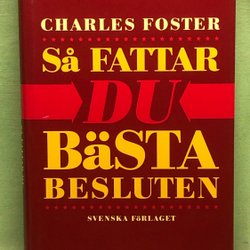 CHARLES FOSTER
Så FATTAR
DU
BäSTA
BESLUTEN
SVENSKA FöRLAGET